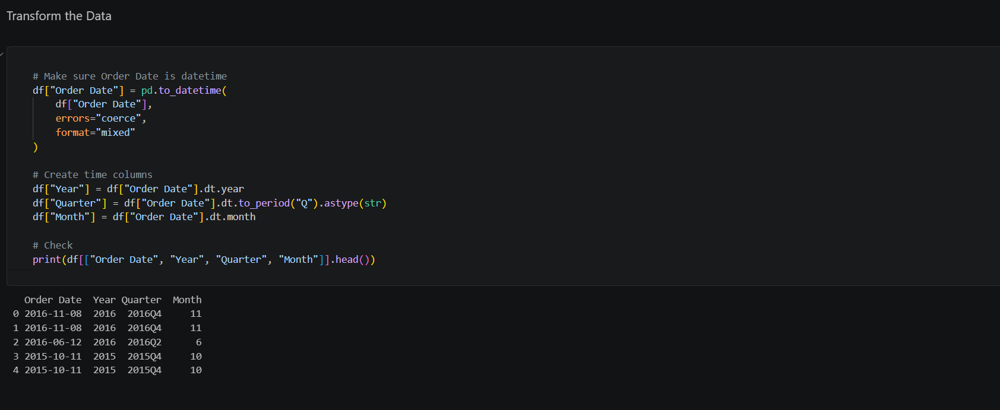 Transform the Data
# Make sure Order Date is datetime
df["Order Date"] = pd.to_datetime(
    df["Order Date"],
    errors="coerce",
    format="mixed"
)
# Create time columns
df["Year"] = df["Order Date"].dt.year
df["Quarter"] = df["Order Date"].dt.to_period("Q").astype(str)
df["Month"] = df["Order Date"].dt.month
# Check
print(df[["Order Date", "Year", "Quarter", "Month"]].head())
  Order Date  Year Quarter  Month
0 2016-11-08  2016  2016Q4     11
1 2016-11-08  2016  2016Q4     11
2 2016-06-12  2016  2016Q2      6
3 2015-10-11  2015  2015Q4     10
4 2015-10-11  2015  2015Q4     10